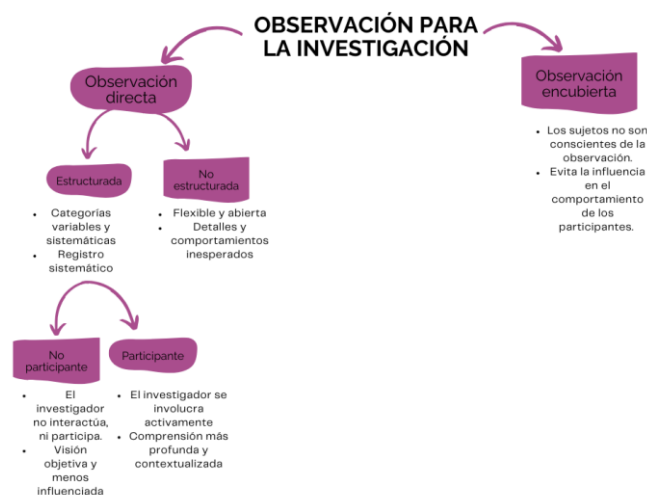 OBSERVACIÓN PARA
LA INVESTIGACIÓN
Observación
directa
Observación
encubierta
• Los sujetos no son
conscientes de la
observación.
• Evita la influencia
en el
comportamiento
de los
participantes.
Estructurada
No
estructurada
• Categorías
variables y
sistemáticas
• Registro
sistemático
• Flexible y abierta
• Detalles y
comportamientos
inesperados
No
participante
Participante
• El
investigador
no interactúa,
ni participa.
• Visión
objetiva y
menos
influenciada
• El investigador se
involucra
activamente
• Comprensión más
profunda y
contextualizada